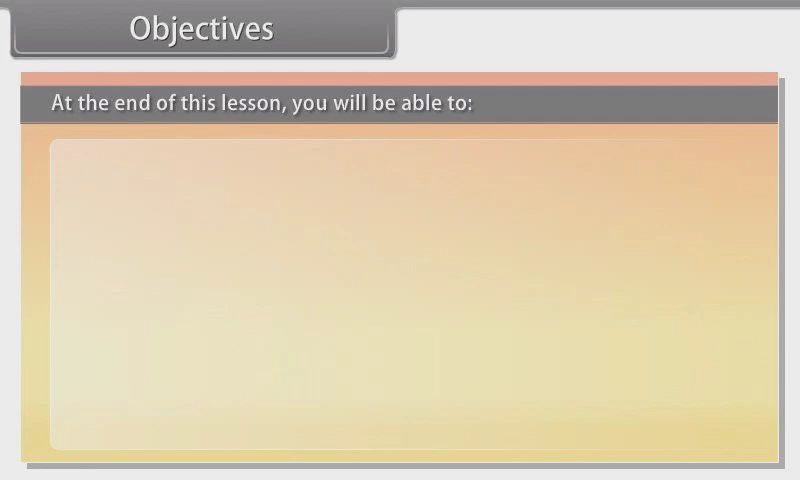 Objectives
At the end of this lesson, you will be able to: